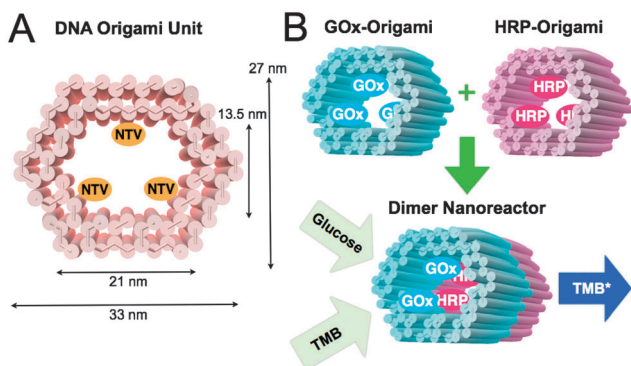 A
DNA Origami Unit
27 nm
13.5 nm
NTV
NTV
NTV
21 nm
33 nm
B
GOx-Origami
HRP-Origami
GOx
GOx
+
HRP
HRP
Dimer Nanoreactor
Glucose
TMB
GOx
GOx
HRP
TMB*